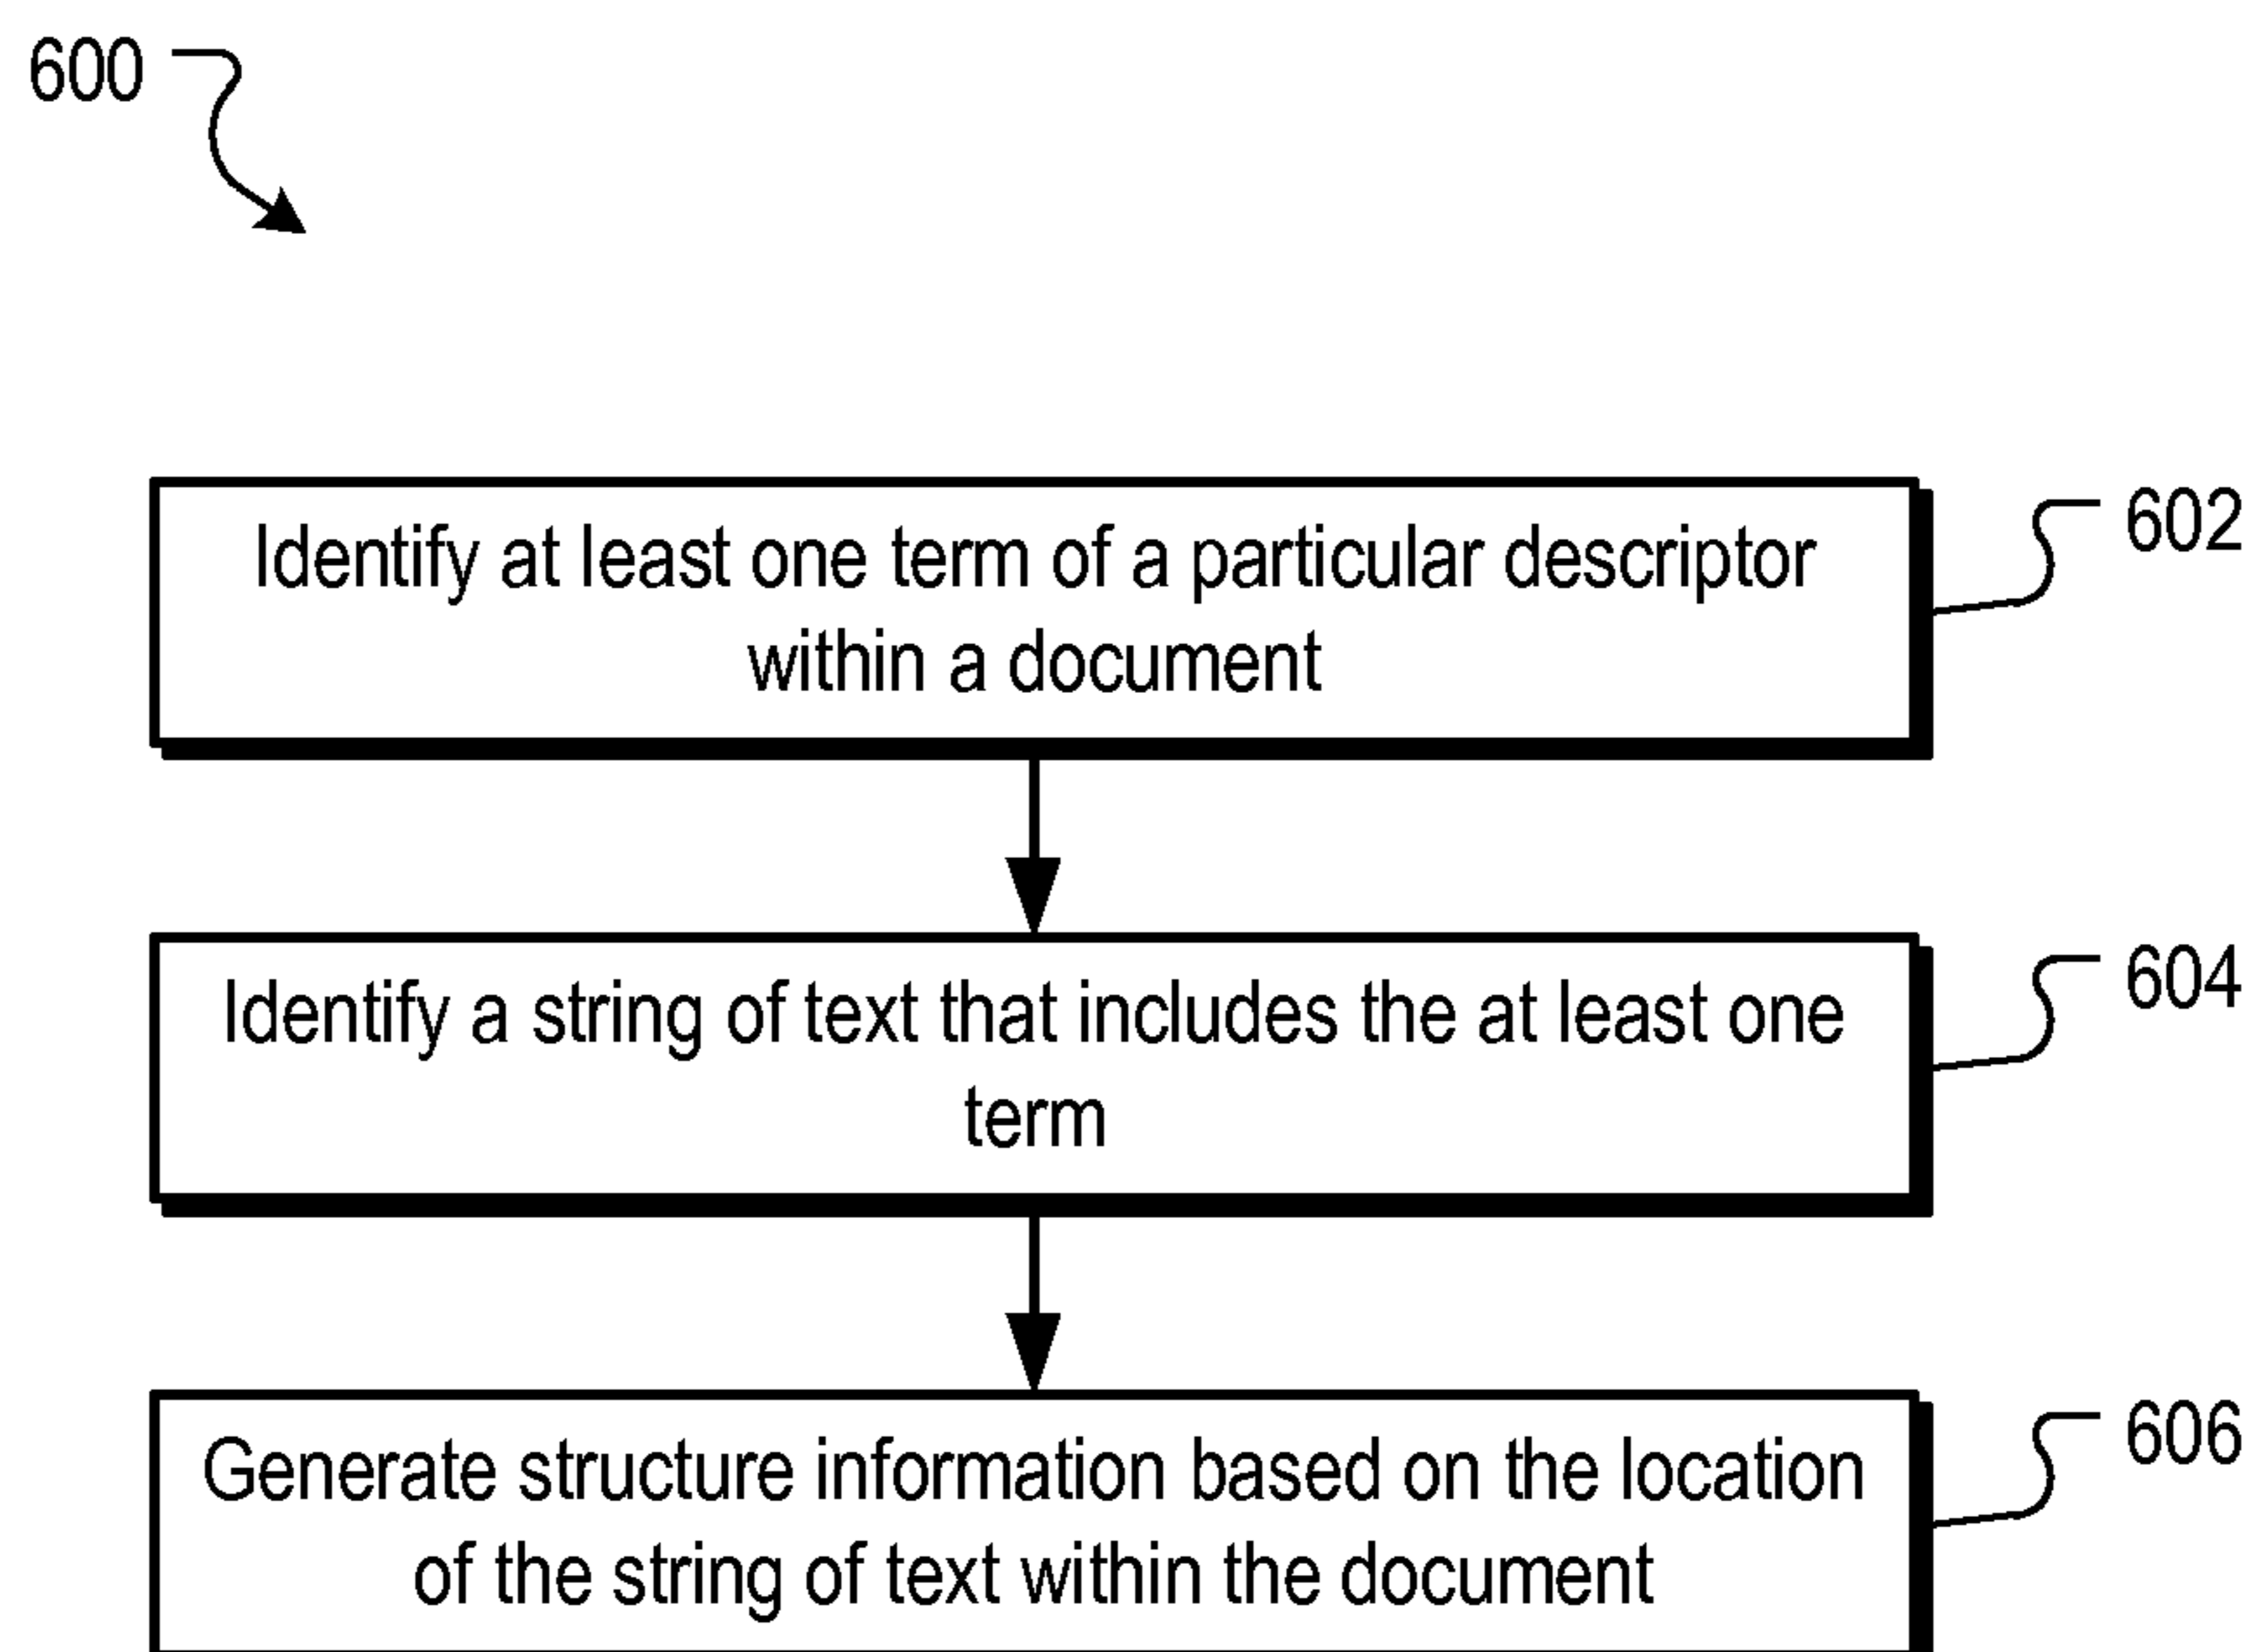 600
Identify at least one term of a particular descriptor
within a document
602
Identify a string of text that includes the at least one
term
604
Generate structure information based on the location
of the string of text within the document
606